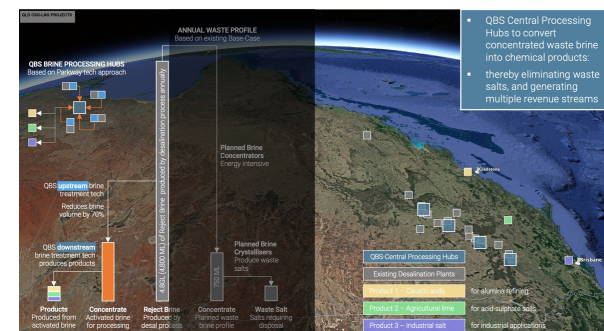 QLD CSG-LNG PROJECTS
ANNUAL WASTE PROFILE
Based on existing Base-Case
QBS BRINE PROCESSING HUBS
Based on Parkway tech approach
QBS upstream brine
treatment tech
Reduces brine
volume by 70%
QBS downstream
brine treatment tech
produces products
Products
Produced from
activated brine
Concentrate
Activated brine
for processing
4.8GL (4,800 ML) of Reject Brine produced by desalination process annually
Reject Brine
Produced by
desal process
Planned Brine
Concentrators
Energy Intensive
750 ML
Concentrate
Planned waste
brine profile
Planned Brine
Crystallisers
Produce waste
salts
Waste Salt
Salts requiring
disposal
QBS Central Processing
Hubs to convert
concentrated waste brine
into chemical products:
thereby eliminating waste
salts, and generating
multiple revenue streams
Gladstone
Brisbane
QBS Central Processing Hubs
Existing Desalination Plants
Product 1 – Caustic soda
for alumina refining
Product 2 – Agricultural lime
for acid-sulphate soils
Product 3 – Industrial salt
for industrial applications